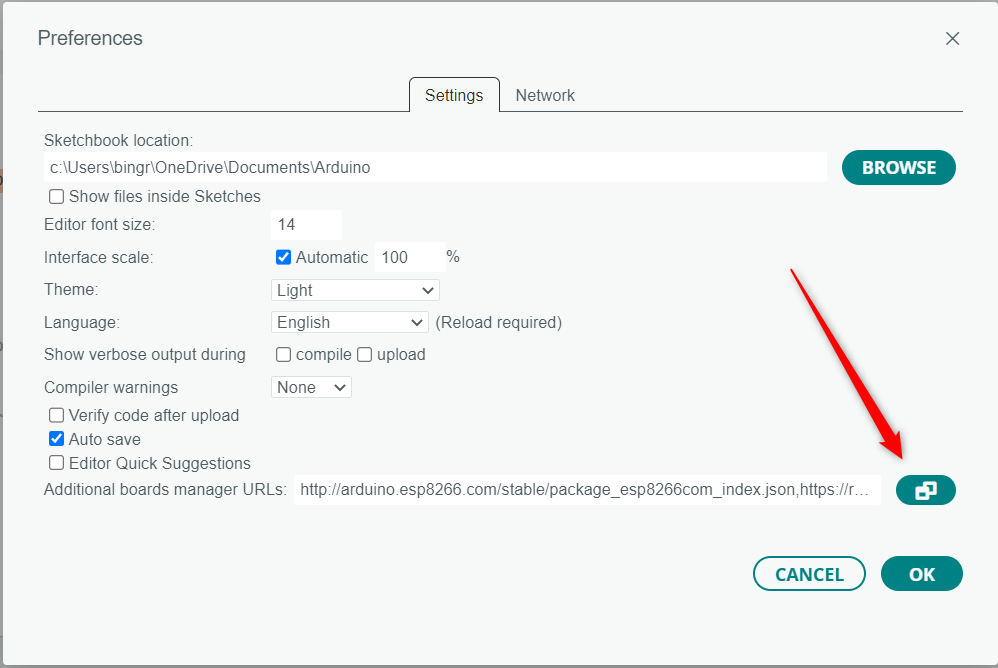 Preferences
Settings Network
Sketchbook location:
c:\Users\bingr\OneDrive\Documents\Arduino BROWSE
Show files inside Sketches
Editor font size: 14
Interface scale: Automatic 100 %
Theme: Light
Language: English (Reload required)
Show verbose output during compile upload
Compiler warnings None
Verify code after upload
Auto save
Editor Quick Suggestions
Additional boards manager URLs: http://arduino.esp8266.com/stable/package_esp8266com_index.json,https://r...
CANCEL OK